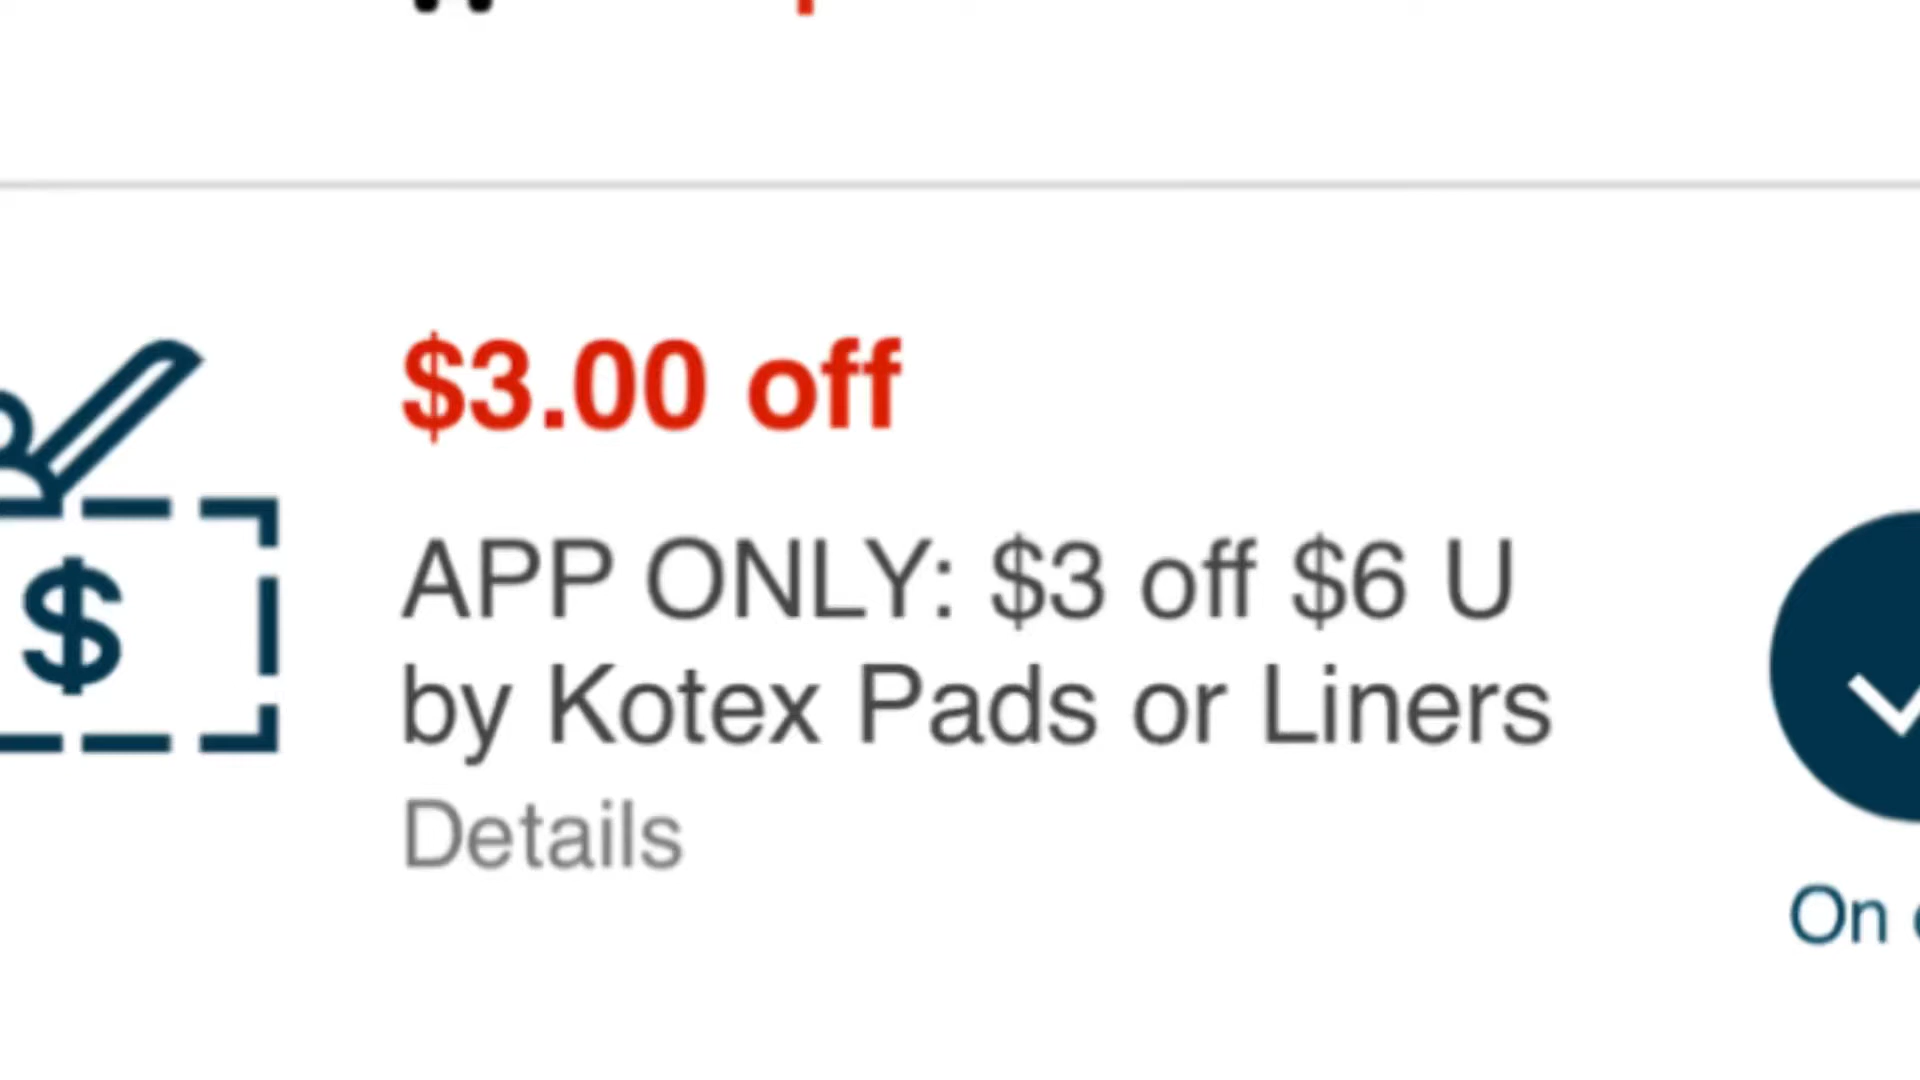 $3.00 off
APP ONLY: $3 off $6 U
by Kotex Pads or Liners
$
Details
On